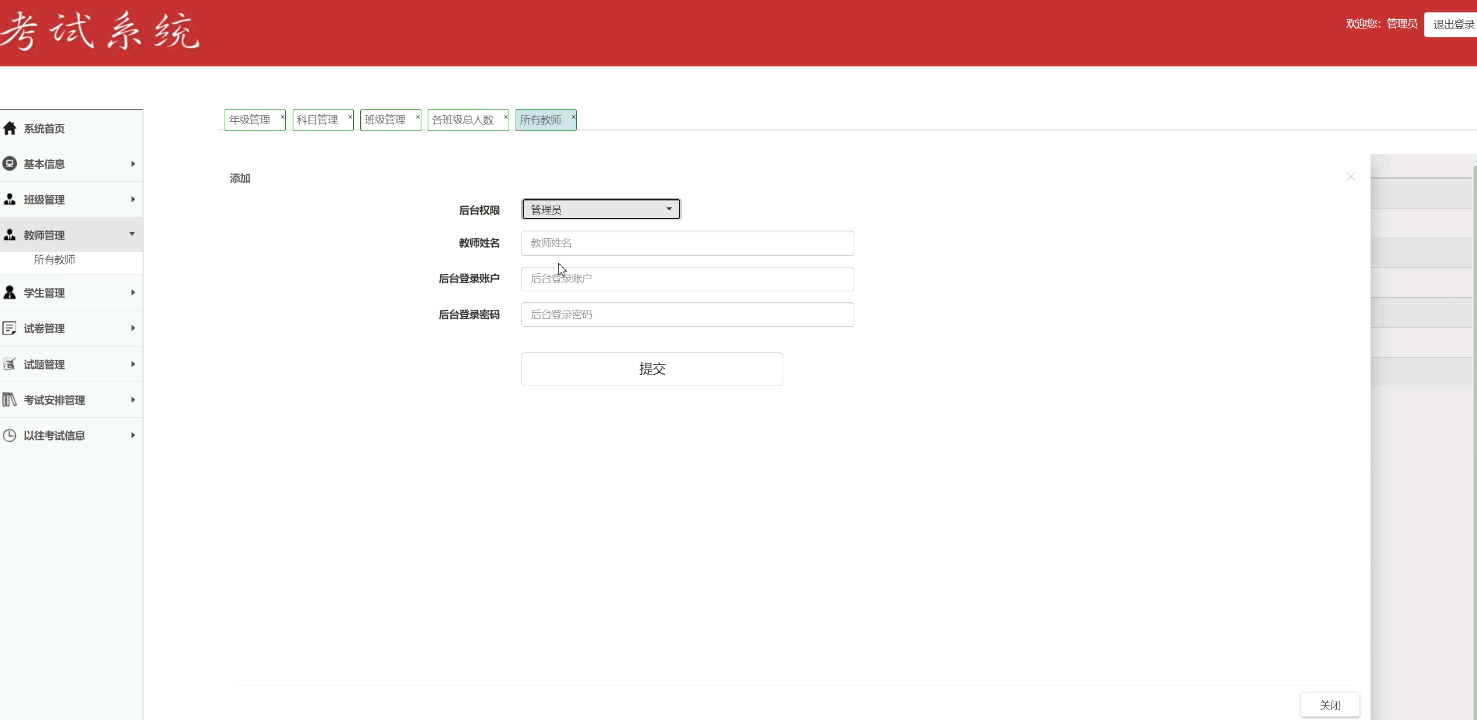 考试系统
欢迎您：管理员 退出登录
年级管理 × 科目管理 × 班级管理 × 各班级总人数 × 所有教师 ×
系统首页
基本信息
班级管理
教师管理
所有教师
学生管理
试卷管理
试题管理
考试安排管理
以往考试信息
添加 ×
后台权限 管理员
教师姓名 教师姓名
后台登录账户 后台登录账户
后台登录密码 后台登录密码
提交
关闭